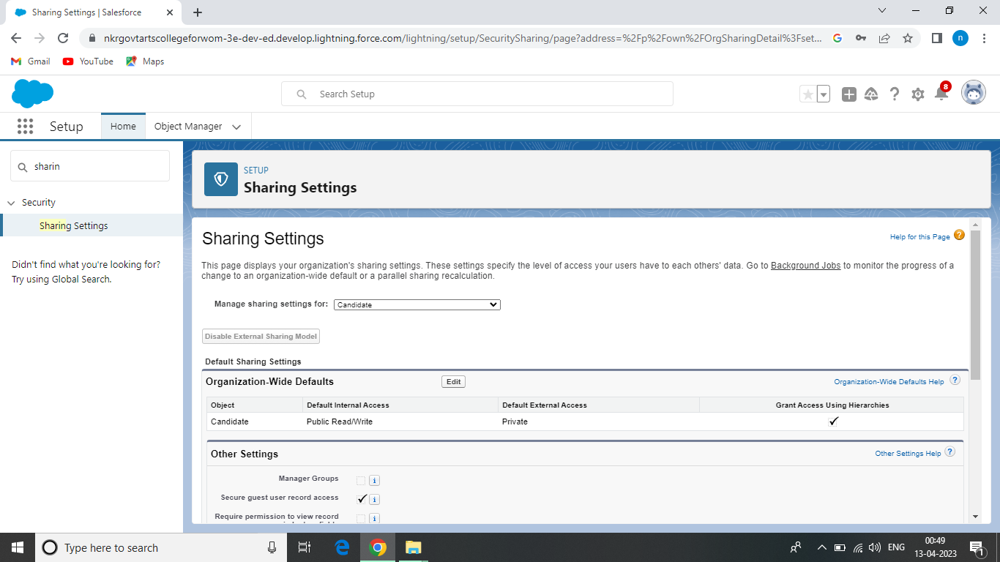 Sharing Settings | Salesforce
nkrgovtartscollegeforwom-3e-dev-ed.develop.lightning.force.com/lightning/setup/SecuritySharing/page?address=%2Fp%2Fown%2FOrgSharingDetail%3Fset...
n
Gmail
YouTube
Maps
Search Setup
8
Setup
Home
Object Manager
sharin
Security
Sharing Settings
Didn't find what you're looking for?
Try using Global Search.
SETUP
Sharing Settings
Sharing Settings
Help for this Page
This page displays your organization's sharing settings. These settings specify the level of access your users have to each others' data. Go to Background Jobs to monitor the progress of a
change to an organization-wide default or a parallel sharing recalculation.
Manage sharing settings for: Candidate
Disable External Sharing Model
Default Sharing Settings
Organization-Wide Defaults Edit Organization-Wide Defaults Help ?
Object Default Internal Access Default External Access Grant Access Using Hierarchies
Candidate Public Read/Write Private
Other Settings Other Settings Help ?
Manager Groups i
Secure guest user record access i
Require permission to view record i
Type here to search
ENG
00:49
13-04-2023
1